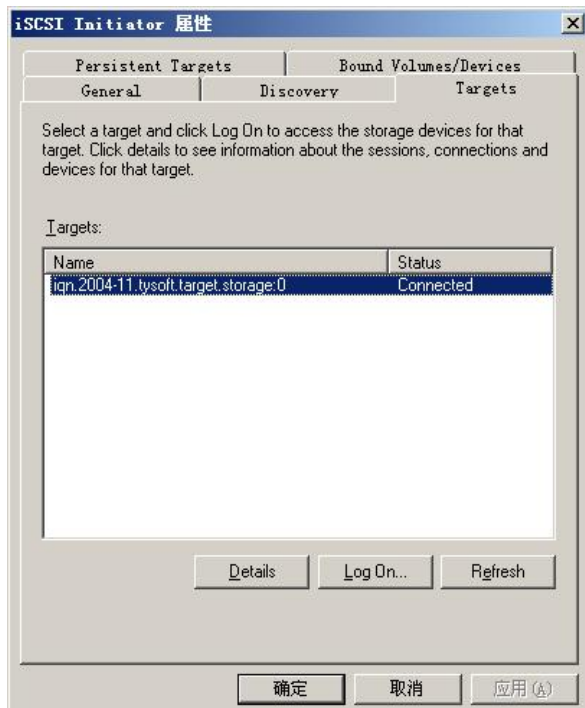 iSCSI Initiator 属性
Persistent Targets Bound Volumes/Devices
General Discovery Targets
Select a target and click Log On to access the storage devices for that
target. Click details to see information about the sessions, connections and
devices for that target.
Targets:
Name Status
iqn.2004-11.tysoft.target.storage:0 Connected
Details Log On... Refresh
确定 取消 应用(A)